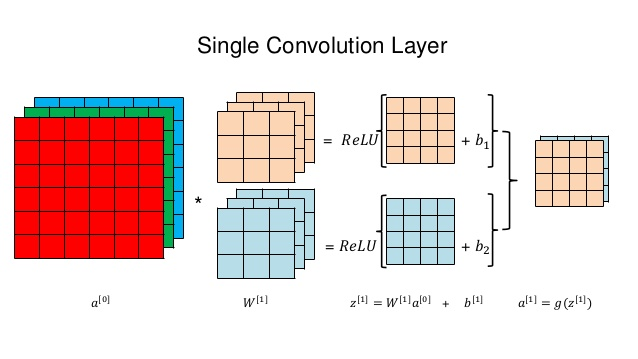 Single Convolution Layer
* = ReLU + b₁
= ReLU + b₂
a^[0] W^[1] z^[1] = W^[1] a^[0] + b^[1] a^[1] = g(z^[1])